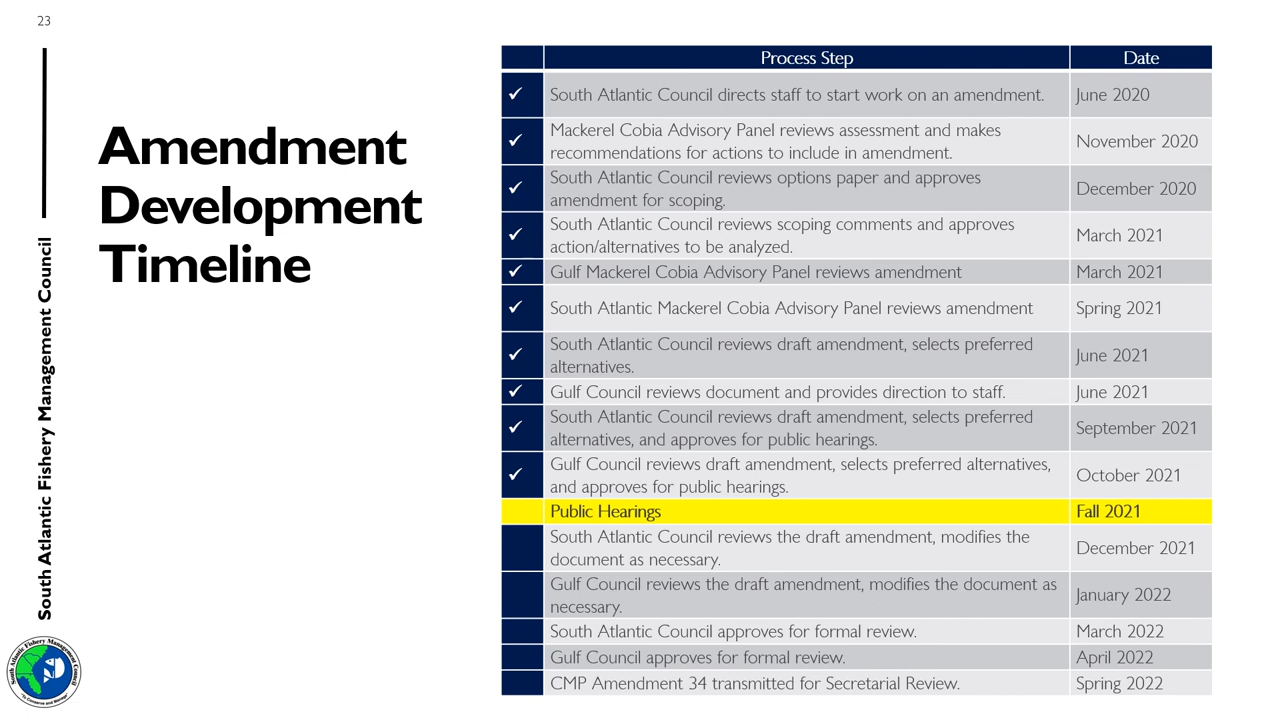 23
South Atlantic Fishery Management Council
Amendment
Development
Timeline
Process Step Date
✓ South Atlantic Council directs staff to start work on an amendment. June 2020
✓ Mackerel Cobia Advisory Panel reviews assessment and makes
recommendations for actions to include in amendment. November 2020
✓ South Atlantic Council reviews options paper and approves
amendment for scoping. December 2020
✓ South Atlantic Council reviews scoping comments and approves
action/alternatives to be analyzed. March 2021
✓ Gulf Mackerel Cobia Advisory Panel reviews amendment March 2021
✓ South Atlantic Mackerel Cobia Advisory Panel reviews amendment Spring 2021
✓ South Atlantic Council reviews draft amendment, selects preferred
alternatives. June 2021
✓ Gulf Council reviews document and provides direction to staff. June 2021
✓ South Atlantic Council reviews draft amendment, selects preferred
alternatives, and approves for public hearings. September 2021
✓ Gulf Council reviews draft amendment, selects preferred alternatives,
and approves for public hearings. October 2021
Public Hearings Fall 2021
South Atlantic Council reviews the draft amendment, modifies the
document as necessary. December 2021
Gulf Council reviews the draft amendment, modifies the document as
necessary. January 2022
South Atlantic Council approves for formal review. March 2022
Gulf Council approves for formal review. April 2022
CMP Amendment 34 transmitted for Secretarial Review. Spring 2022
South Atlantic Fishery Management Council